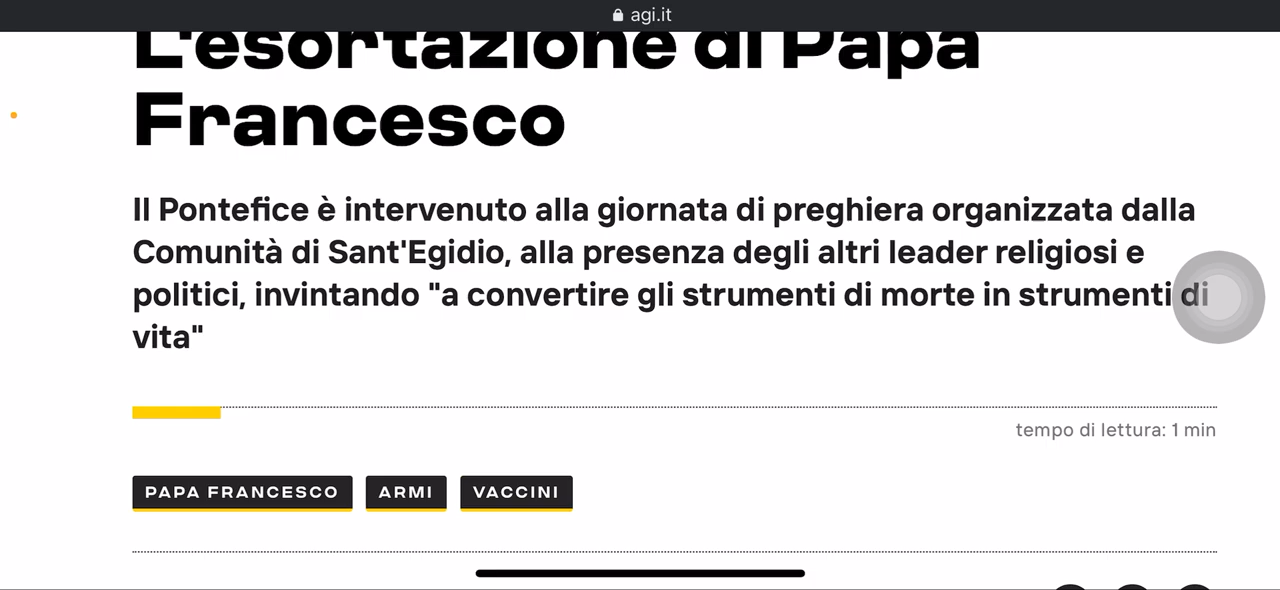 agi.it
L'esortazione di Papa
Francesco
Il Pontefice è intervenuto alla giornata di preghiera organizzata dalla
Comunità di Sant'Egidio, alla presenza degli altri leader religiosi e
politici, invintando "a convertire gli strumenti di morte in strumenti di
vita"
tempo di lettura: 1 min
PAPA FRANCESCO ARMI VACCINI